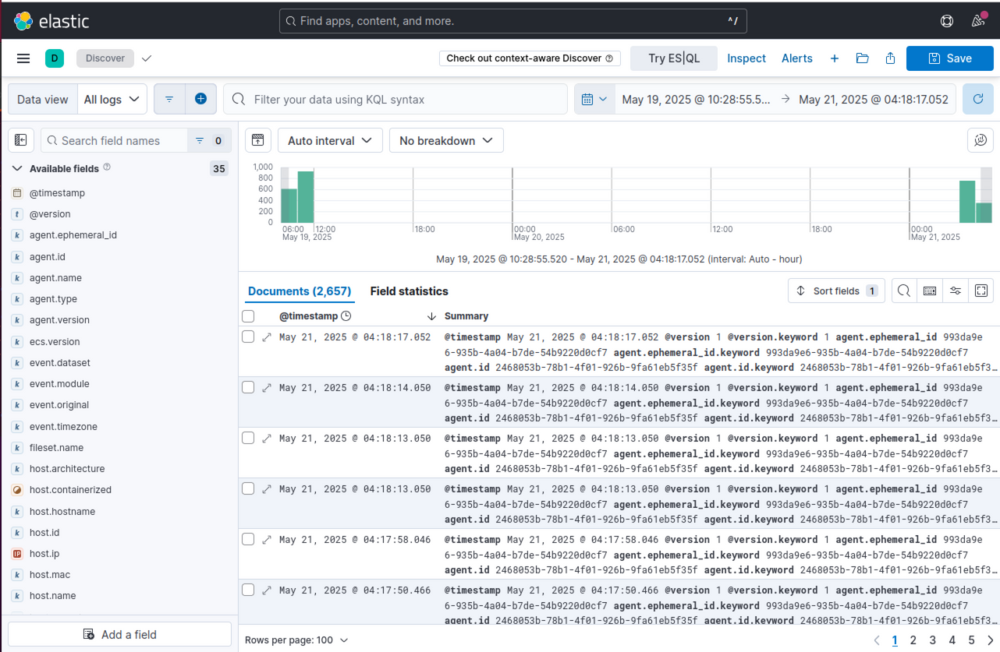 elastic
Find apps, content, and more.
^/
D
Discover
Check out context-aware Discover
Try ES|QL
Inspect
Alerts
Save
Data view
All logs
Filter your data using KQL syntax
May 19, 2025 @ 10:28:55.5...
May 21, 2025 @ 04:18:17.052
Search field names
0
Auto interval
No breakdown
Available fields
35
@timestamp
t @version
k agent.ephemeral_id
k agent.id
k agent.name
k agent.type
k agent.version
k ecs.version
k event.dataset
k event.module
k event.original
k event.timezone
k fileset.name
k host.architecture
host.containerized
k host.hostname
k host.id
IP host.ip
k host.mac
k host.name
Add a field
1,000
800
600
400
200
0
06:00 12:00 18:00 00:00 06:00 12:00 18:00 00:00
May 19, 2025 May 20, 2025 May 21, 2025
May 19, 2025 @ 10:28:55.520 - May 21, 2025 @ 04:18:17.052 (interval: Auto - hour)
Documents (2,657)
Field statistics
Sort fields 1
@timestamp
Summary
May 21, 2025 @ 04:18:17.052 @timestamp May 21, 2025 @ 04:18:17.052 @version 1 @version.keyword 1 agent.ephemeral_id 993da9e
6-935b-4a04-b7de-54b9220d0cf7 agent.ephemeral_id.keyword 993da9e6-935b-4a04-b7de-54b9220d0cf7
agent.id 2468053b-78b1-4f01-926b-9fa61eb5f35f agent.id.keyword 2468053b-78b1-4f01-926b-9fa61eb5f3...
May 21, 2025 @ 04:18:14.050 @timestamp May 21, 2025 @ 04:18:14.050 @version 1 @version.keyword 1 agent.ephemeral_id 993da9e
6-935b-4a04-b7de-54b9220d0cf7 agent.ephemeral_id.keyword 993da9e6-935b-4a04-b7de-54b9220d0cf7
agent.id 2468053b-78b1-4f01-926b-9fa61eb5f35f agent.id.keyword 2468053b-78b1-4f01-926b-9fa61eb5f3...
May 21, 2025 @ 04:18:13.050 @timestamp May 21, 2025 @ 04:18:13.050 @version 1 @version.keyword 1 agent.ephemeral_id 993da9e
6-935b-4a04-b7de-54b9220d0cf7 agent.ephemeral_id.keyword 993da9e6-935b-4a04-b7de-54b9220d0cf7
agent.id 2468053b-78b1-4f01-926b-9fa61eb5f35f agent.id.keyword 2468053b-78b1-4f01-926b-9fa61eb5f3...
May 21, 2025 @ 04:18:13.050 @timestamp May 21, 2025 @ 04:18:13.050 @version 1 @version.keyword 1 agent.ephemeral_id 993da9e
6-935b-4a04-b7de-54b9220d0cf7 agent.ephemeral_id.keyword 993da9e6-935b-4a04-b7de-54b9220d0cf7
agent.id 2468053b-78b1-4f01-926b-9fa61eb5f35f agent.id.keyword 2468053b-78b1-4f01-926b-9fa61eb5f3...
May 21, 2025 @ 04:17:58.046 @timestamp May 21, 2025 @ 04:17:58.046 @version 1 @version.keyword 1 agent.ephemeral_id 993da9e
6-935b-4a04-b7de-54b9220d0cf7 agent.ephemeral_id.keyword 993da9e6-935b-4a04-b7de-54b9220d0cf7
agent.id 2468053b-78b1-4f01-926b-9fa61eb5f35f agent.id.keyword 2468053b-78b1-4f01-926b-9fa61eb5f3...
May 21, 2025 @ 04:17:50.466 @timestamp May 21, 2025 @ 04:17:50.466 @version 1 @version.keyword 1 agent.ephemeral_id 993da9e
6-935b-4a04-b7de-54b9220d0cf7 agent.ephemeral_id.keyword 993da9e6-935b-4a04-b7de-54b9220d0cf7
agent.id 2468053b-78b1-4f01-926b-9fa61eb5f35f agent.id.keyword 2468053b-78b1-4f01-926b-9fa61eb5f3...
Rows per page: 100
1 2 3 4 5